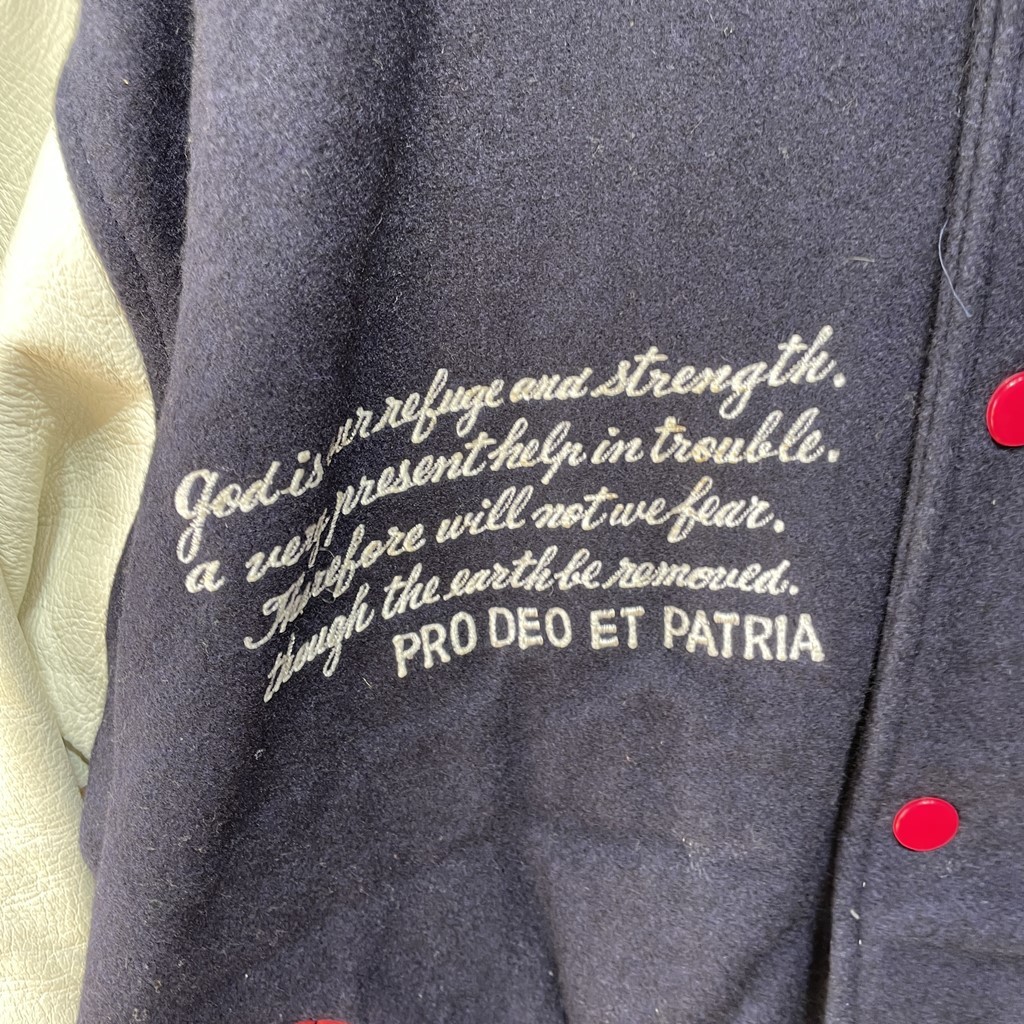 God is our refuge and strength.
a very present help in trouble.
Therefore will not we fear.
though the earth be removed.
PRO DEO ET PATRIA